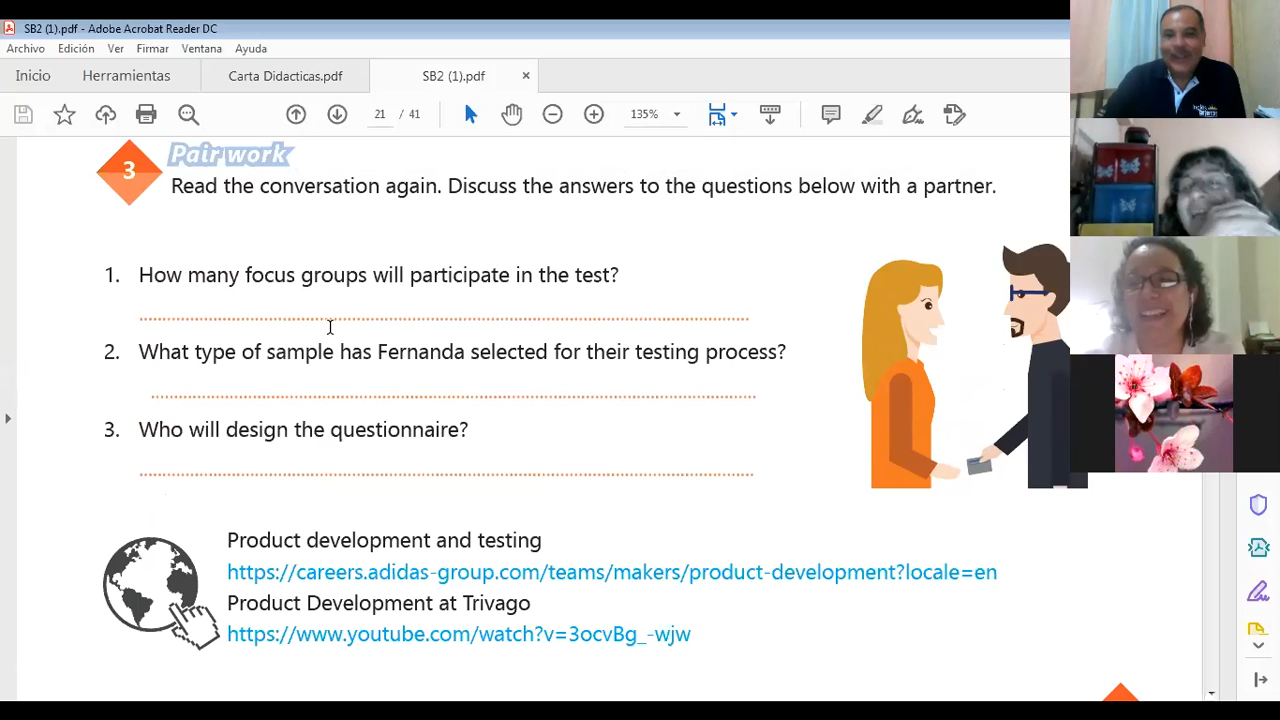 SB2 (1).pdf - Adobe Acrobat Reader DC
Archivo Edición Ver Firmar Ventana Ayuda
Inicio Herramientas Carta Didacticas.pdf SB2 (1).pdf ×
21 / 41 135%
3 Pair work
Read the conversation again. Discuss the answers to the questions below with a partner.
1. How many focus groups will participate in the test?
2. What type of sample has Fernanda selected for their testing process?
3. Who will design the questionnaire?
Product development and testing
https://careers.adidas-group.com/teams/makers/product-development?locale=en
Product Development at Trivago
https://www.youtube.com/watch?v=3ocvBg_-wjw